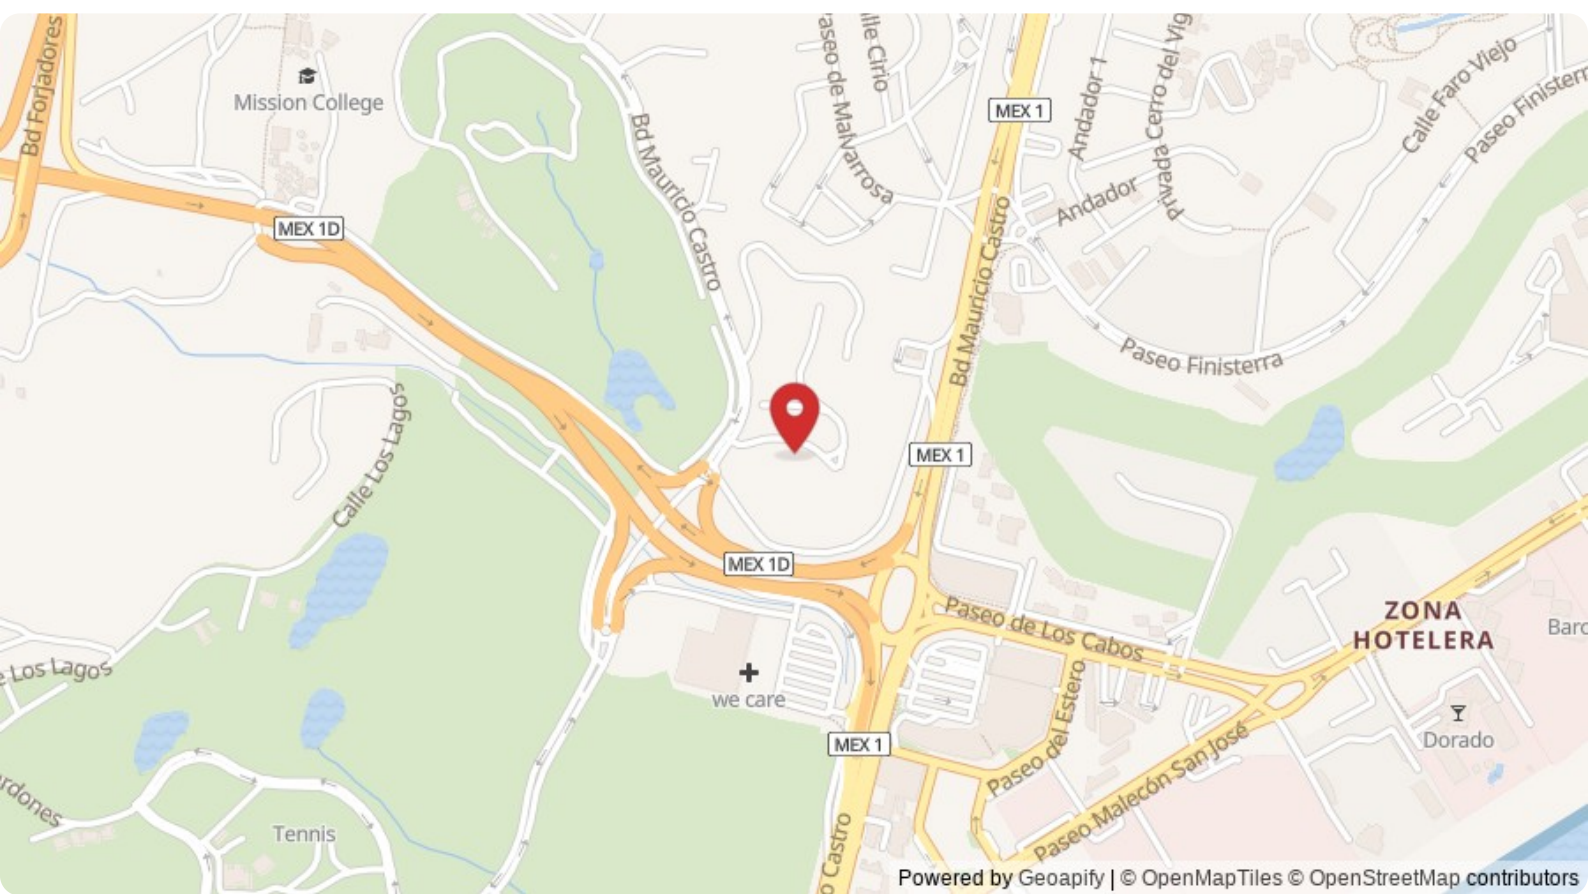 Bd Forjadores
Mission College
Bd Mauricio Castro
Paseo de Malvarrosa
Calle Cirio
MEX 1
Andador 1
Privada Cerro del Vig
Calle Faro Viejo
Paseo Finisterr
Andador
MEX 1D
Bd Mauricio Castro
Paseo Finisterra
Calle Los Lagos
MEX 1
MEX 1D
Paseo de Los Cabos
ZONA
HOTELERA
Barc
e Los Lagos
we care
Paseo del Estero
Dorado
MEX 1
Paseo Malecón San José
rdones
Tennis
o Castro
Powered by Geoapify | © OpenMapTiles © OpenStreetMap contributors